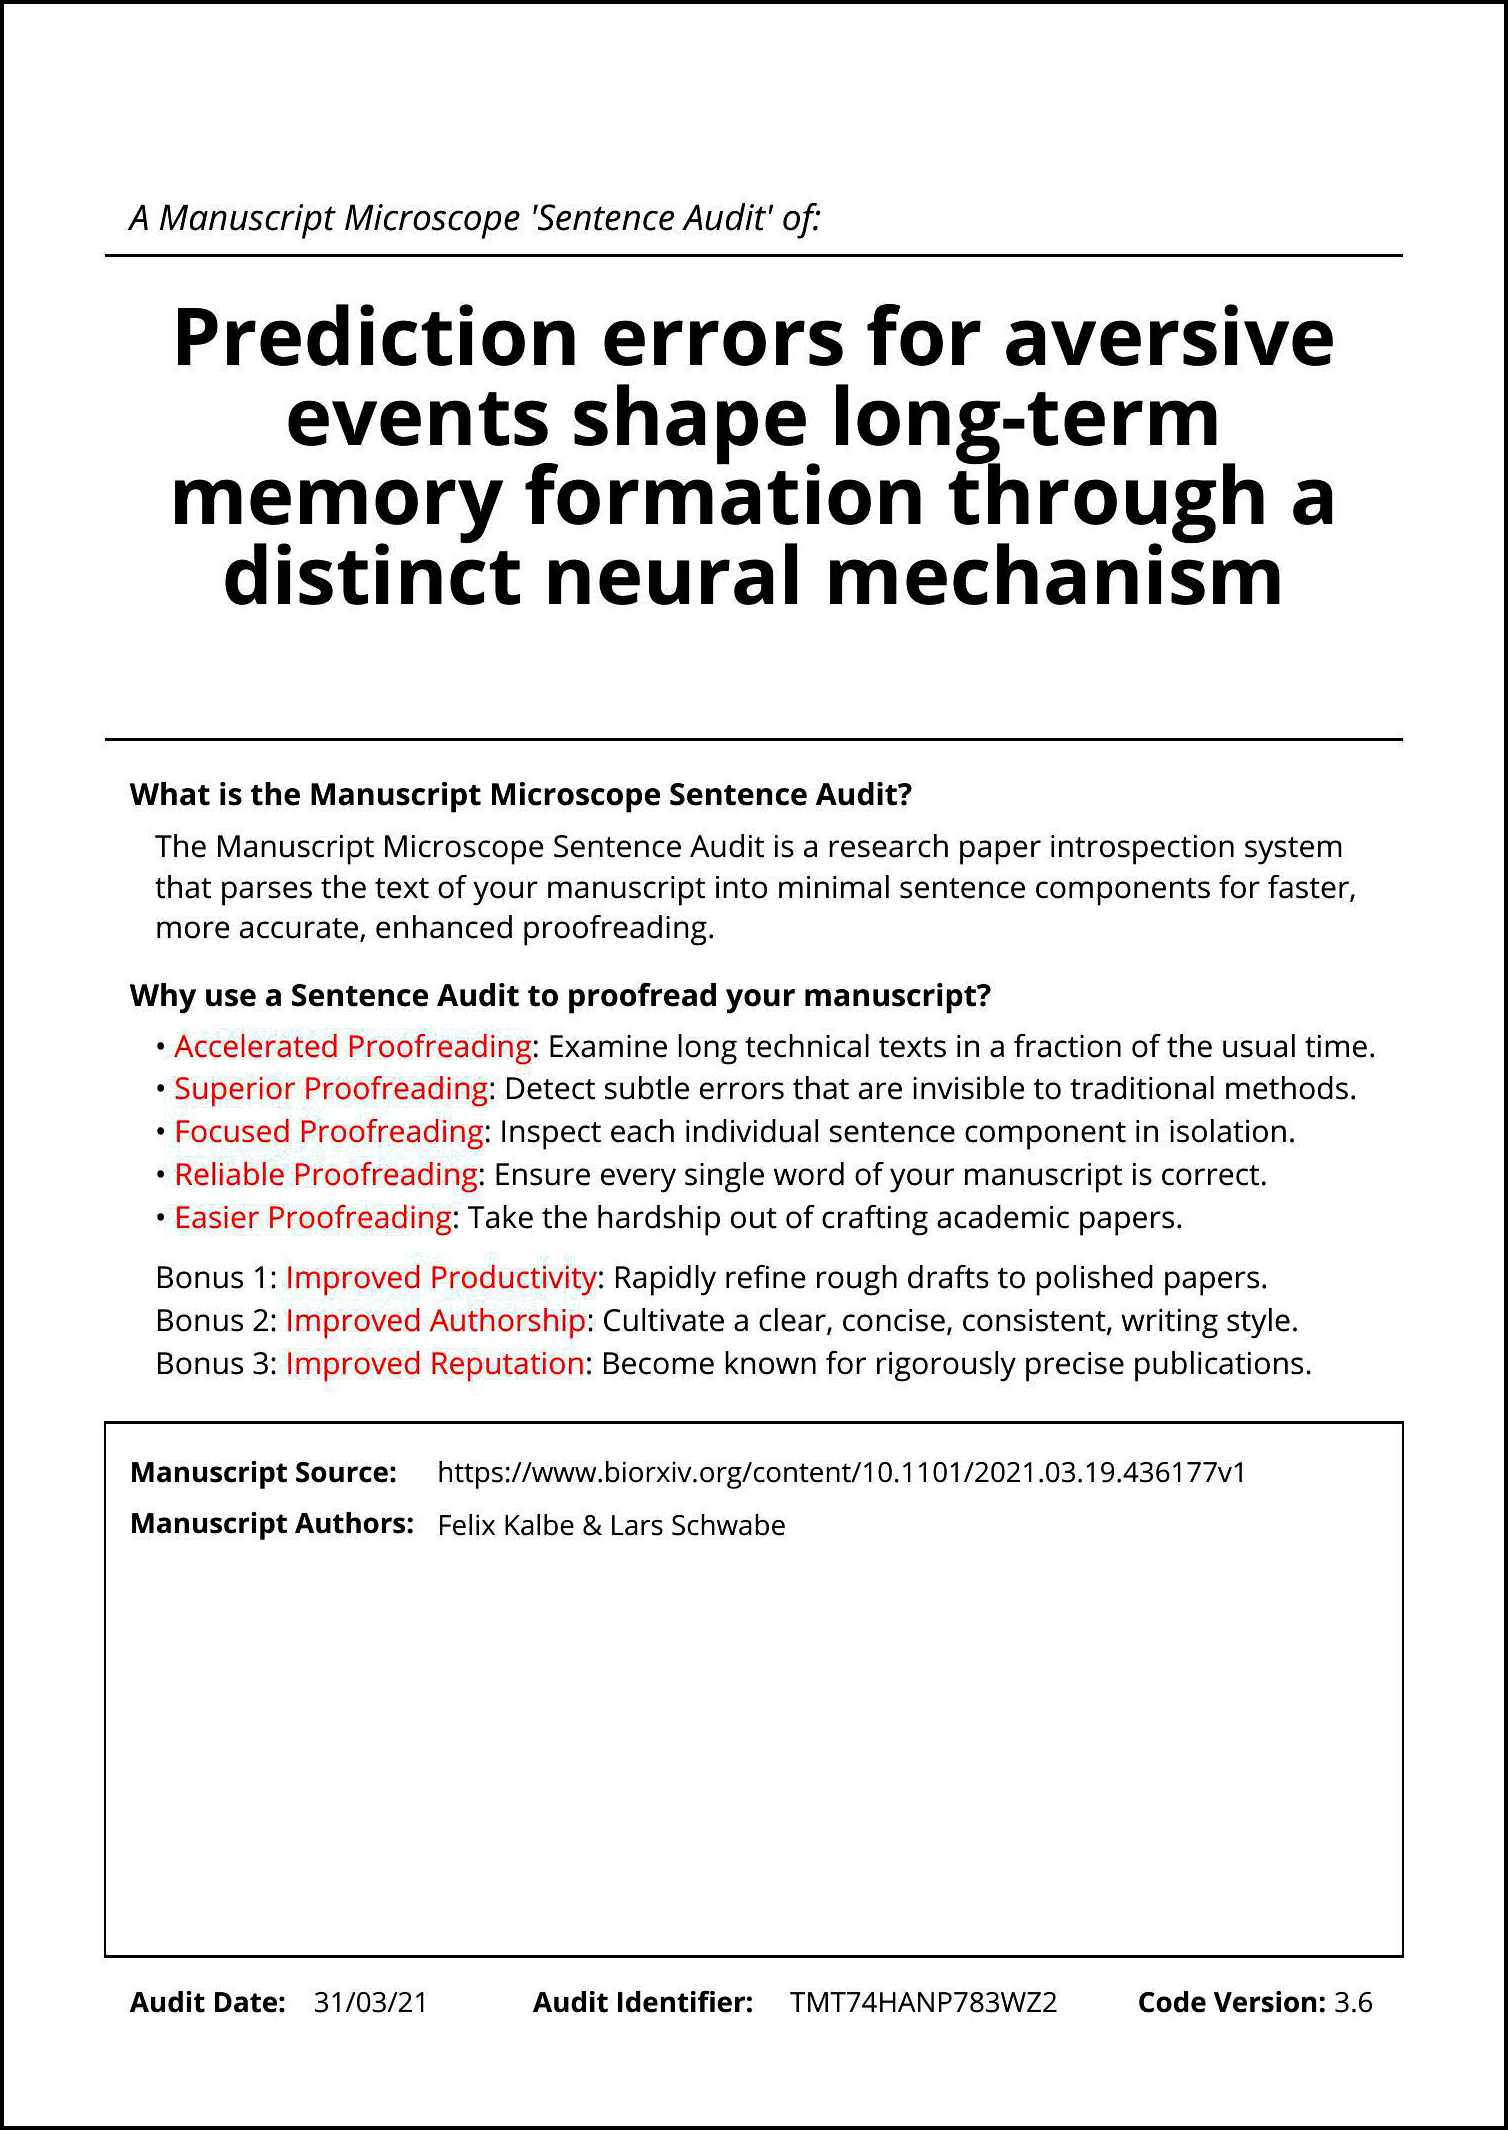 A Manuscript Microscope 'Sentence Audit' of:
Prediction errors for aversive
events shape long-term
memory formation through a
distinct neural mechanism
What is the Manuscript Microscope Sentence Audit?
The Manuscript Microscope Sentence Audit is a research paper introspection system
that parses the text of your manuscript into minimal sentence components for faster,
more accurate, enhanced proofreading.
Why use a Sentence Audit to proofread your manuscript?
• Accelerated Proofreading: Examine long technical texts in a fraction of the usual time.
• Superior Proofreading: Detect subtle errors that are invisible to traditional methods.
• Focused Proofreading: Inspect each individual sentence component in isolation.
• Reliable Proofreading: Ensure every single word of your manuscript is correct.
• Easier Proofreading: Take the hardship out of crafting academic papers.
Bonus 1: Improved Productivity: Rapidly refine rough drafts to polished papers.
Bonus 2: Improved Authorship: Cultivate a clear, concise, consistent, writing style.
Bonus 3: Improved Reputation: Become known for rigorously precise publications.
Manuscript Source: https://www.biorxiv.org/content/10.1101/2021.03.19.436177v1
Manuscript Authors: Felix Kalbe & Lars Schwabe
Audit Date: 31/03/21 Audit Identifier: TMT74HANP783WZ2 Code Version: 3.6